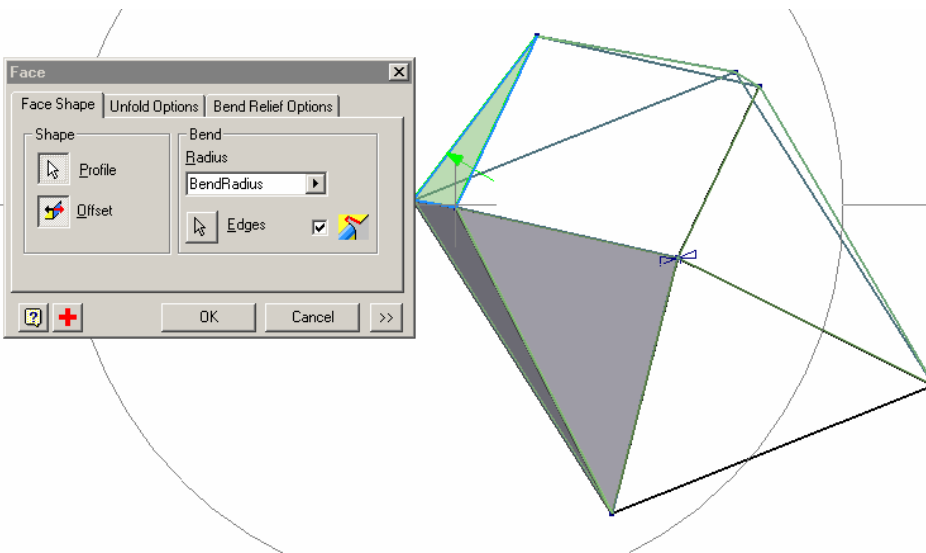 Face
Face Shape Unfold Options Bend Relief Options
Shape Bend
Profile Radius
BendRadius
Offset Edges
OK Cancel >>